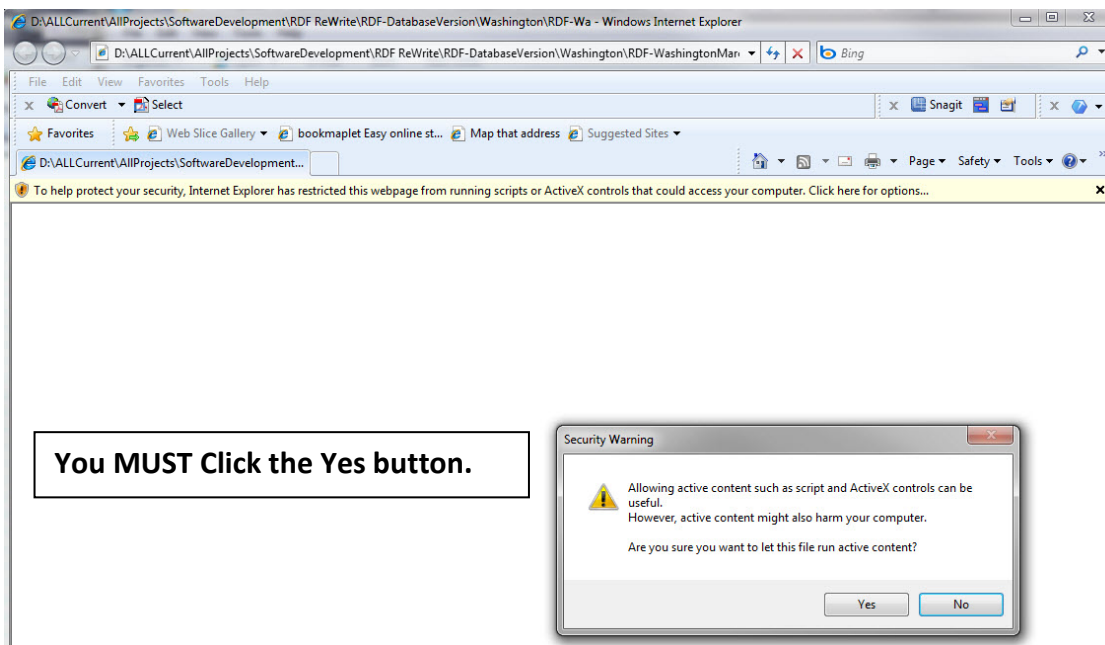 D:\ALLCurrent\AllProjects\SoftwareDevelopment\RDF ReWrite\RDF-DatabaseVersion\Washington\RDF-Wa - Windows Internet Explorer
D:\ALLCurrent\AllProjects\SoftwareDevelopment\RDF ReWrite\RDF-DatabaseVersion\Washington\RDF-WashingtonMan Bing
File Edit View Favorites Tools Help
x Convert Select x Snagit x
Favorites Web Slice Gallery bookmaplet Easy online st... Map that address Suggested Sites
D:\ALLCurrent\AllProjects\SoftwareDevelopment... Page Safety Tools »
To help protect your security, Internet Explorer has restricted this webpage from running scripts or ActiveX controls that could access your computer. Click here for options... x
You MUST Click the Yes button.
Security Warning
Allowing active content such as script and ActiveX controls can be
useful.
However, active content might also harm your computer.
Are you sure you want to let this file run active content?
Yes No